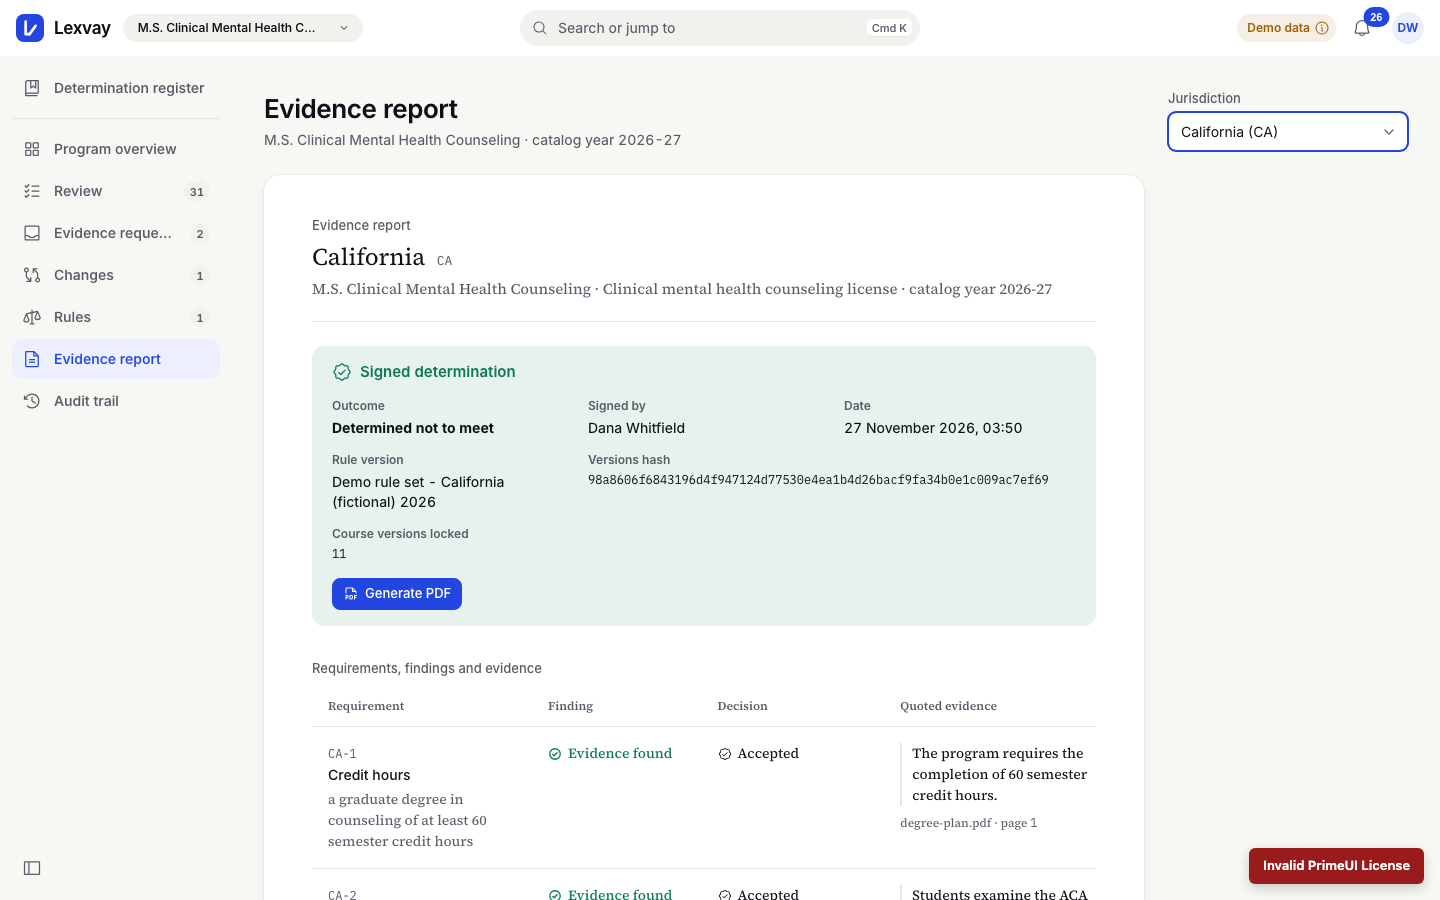 Lexvay
M.S. Clinical Mental Health C...
Search or jump to
Cmd K
Demo data
26
DW
Determination register
Program overview
Review
31
Evidence reque...
2
Changes
1
Rules
1
Evidence report
Audit trail
Evidence report
M.S. Clinical Mental Health Counseling · catalog year 2026-27
Jurisdiction
California (CA)
Evidence report
California CA
M.S. Clinical Mental Health Counseling · Clinical mental health counseling license · catalog year 2026-27
Signed determination
Outcome
Determined not to meet
Signed by
Dana Whitfield
Date
27 November 2026, 03:50
Rule version
Demo rule set - California
(fictional) 2026
Versions hash
98a8606f6843196d4f947124d77530e4ea1b4d26bacf9fa34b0e1c009ac7ef69
Course versions locked
11
PDF
Generate PDF
Requirements, findings and evidence
Requirement
Finding
Decision
Quoted evidence
CA-1
Credit hours
a graduate degree in
counseling of at least 60
semester credit hours
Evidence found
Accepted
The program requires the
completion of 60 semester
credit hours.
degree-plan.pdf · page 1
CA-2
Evidence found
Accepted
Students examine the ACA
Invalid PrimeUI License